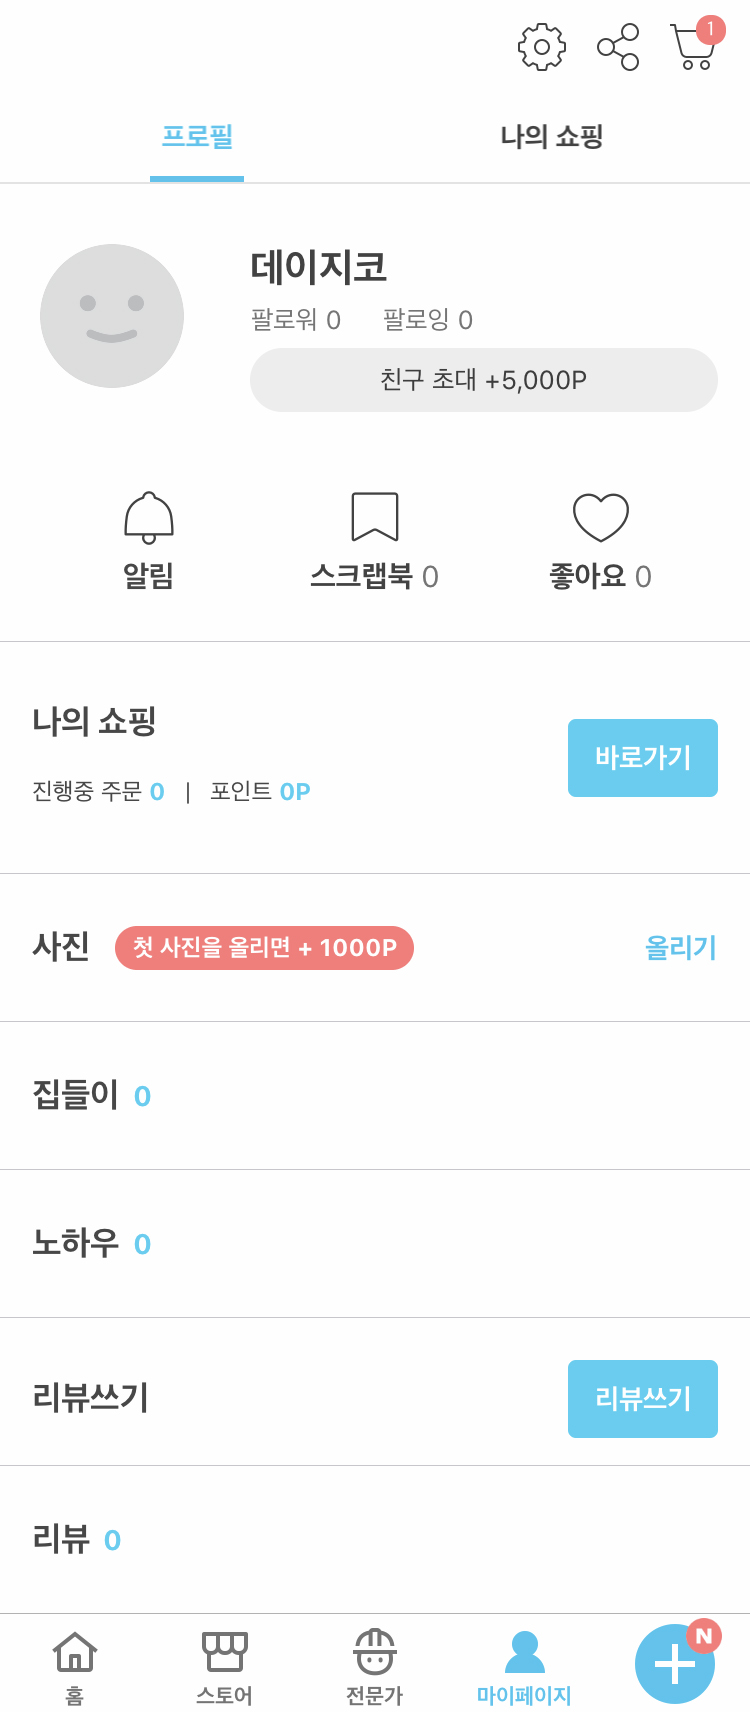 1
프로필
나의 쇼핑
데이지코
팔로워 0 팔로잉 0
친구 초대 +5,000P
알림
스크랩북 0
좋아요 0
나의 쇼핑
진행중 주문 0 | 포인트 0P
바로가기
사진
첫 사진을 올리면 + 1000P
올리기
집들이 0
노하우 0
리뷰쓰기
리뷰쓰기
리뷰 0
N
홈
스토어
전문가
마이페이지